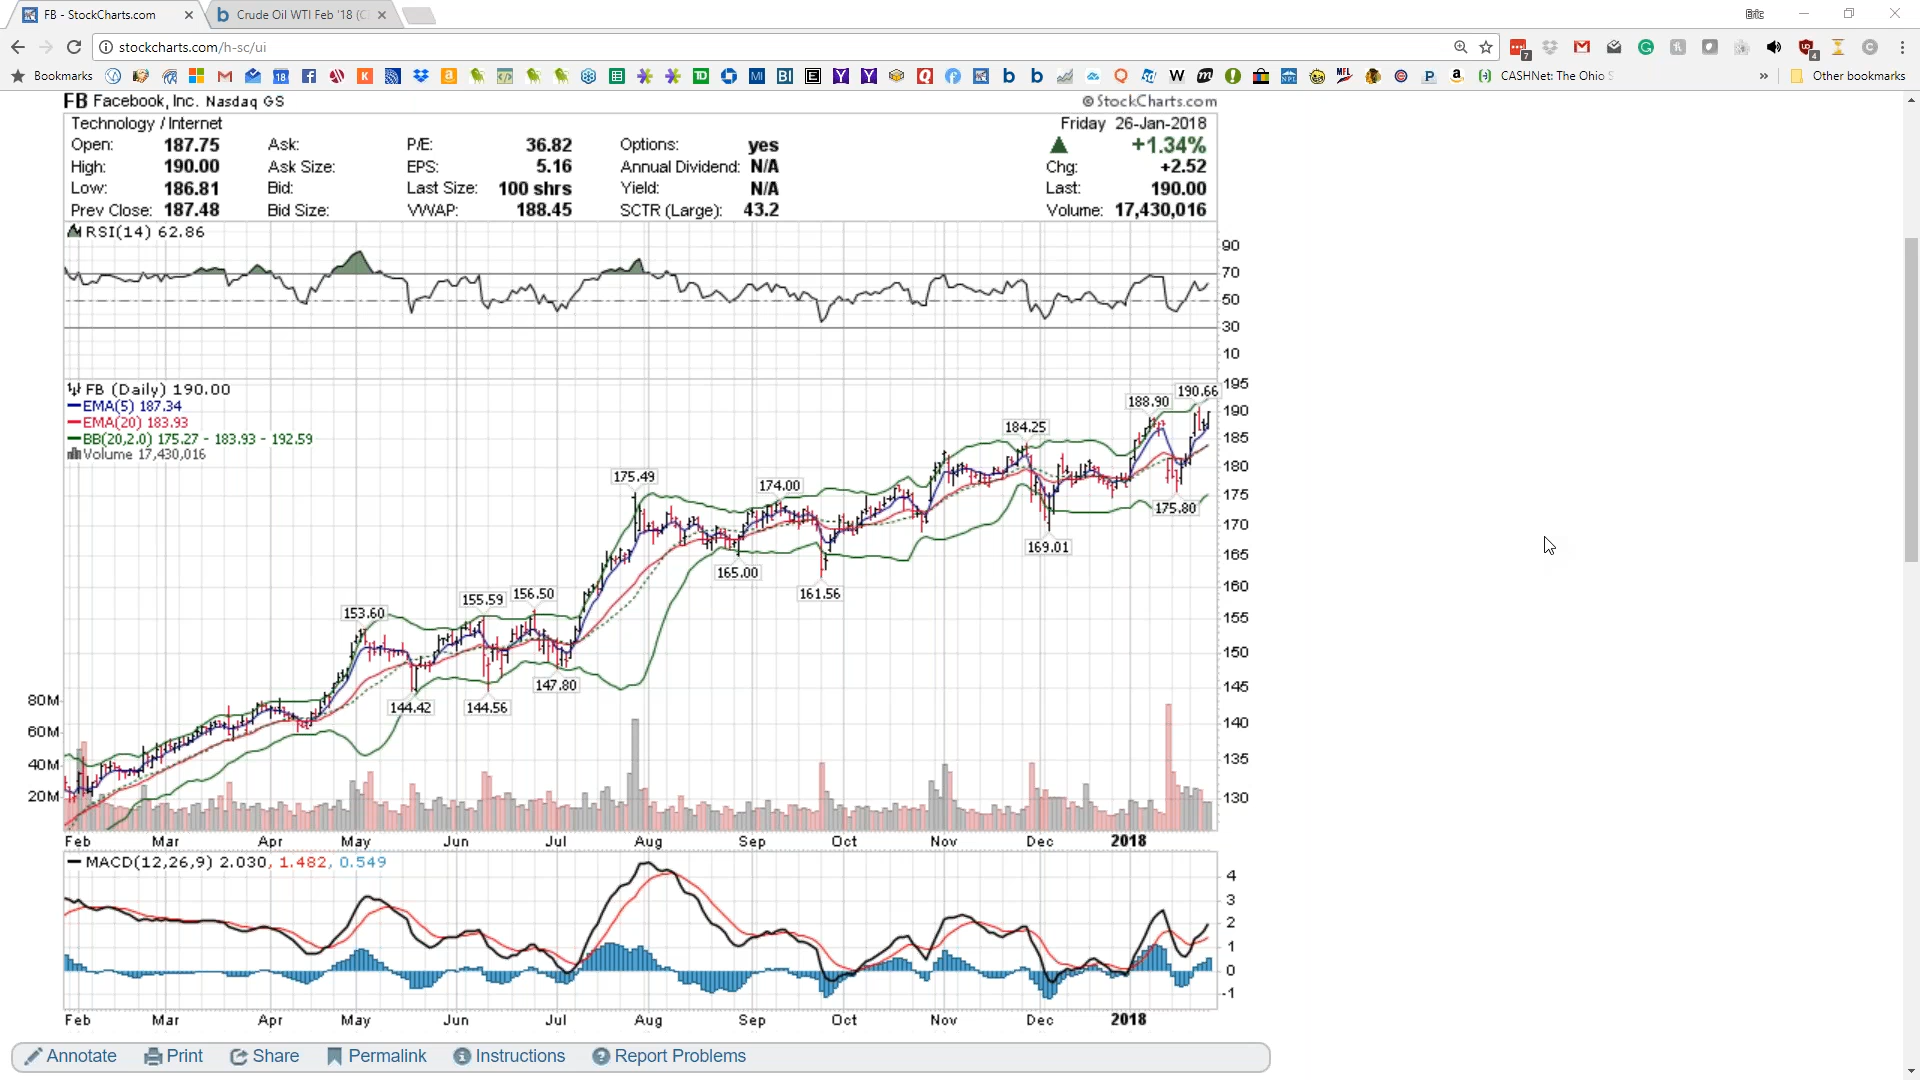 FB - StockCharts.com
Crude Oil WTI Feb '18 (C
Eric
stockcharts.com/h-sc/ui
Bookmarks
CASHNet: The Ohio S
Other bookmarks
FB Facebook, Inc. Nasdaq GS
© StockCharts.com
Technology / Internet
Friday 26-Jan-2018
Open: 187.75 Ask: P/E: 36.82 Options: yes +1.34%
High: 190.00 Ask Size: EPS: 5.16 Annual Dividend: N/A Chg: +2.52
Low: 186.81 Bid: Last Size: 100 shrs Yield: N/A Last: 190.00
Prev Close: 187.48 Bid Size: VWAP: 188.45 SCTR (Large): 43.2 Volume: 17,430,016
RSI(14) 62.86
90
70
50
30
10
FB (Daily) 190.00
EMA(5) 187.34
EMA(20) 183.93
BB(20,2.0) 175.27 - 183.93 - 192.59
Volume 17,430,016
195
190
185
180
175
170
165
160
155
150
145
140
135
130
80M
60M
40M
20M
153.60
144.42
155.59
144.56
156.50
147.80
175.49
165.00
174.00
161.56
184.25
169.01
188.90
175.80
190.66
Feb Mar Apr May Jun Jul Aug Sep Oct Nov Dec 2018
MACD(12,26,9) 2.030, 1.482, 0.549
4
3
2
1
0
-1
Feb Mar Apr May Jun Jul Aug Sep Oct Nov Dec 2018
Annotate Print Share Permalink Instructions Report Problems